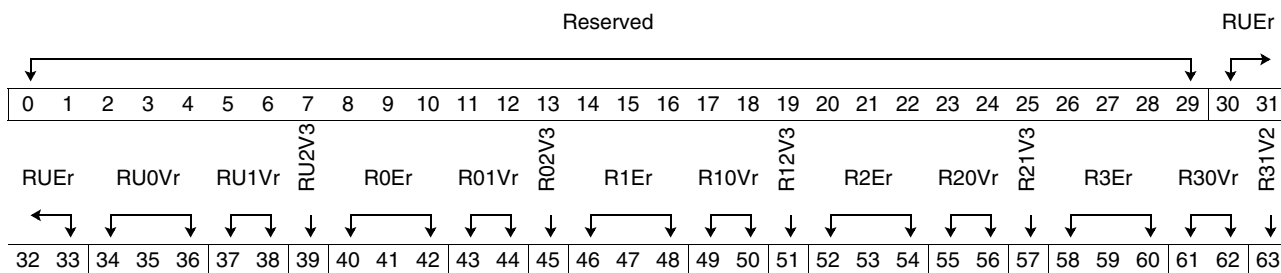 Reserved RUEr
0 1 2 3 4 5 6 7 8 9 10 11 12 13 14 15 16 17 18 19 20 21 22 23 24 25 26 27 28 29 30 31
RUEr RU0Vr RU1Vr RU2V3 R0Er R01Vr R02V3 R1Er R10Vr R12V3 R2Er R20Vr R21V3 R3Er R30Vr R31V2
32 33 34 35 36 37 38 39 40 41 42 43 44 45 46 47 48 49 50 51 52 53 54 55 56 57 58 59 60 61 62 63